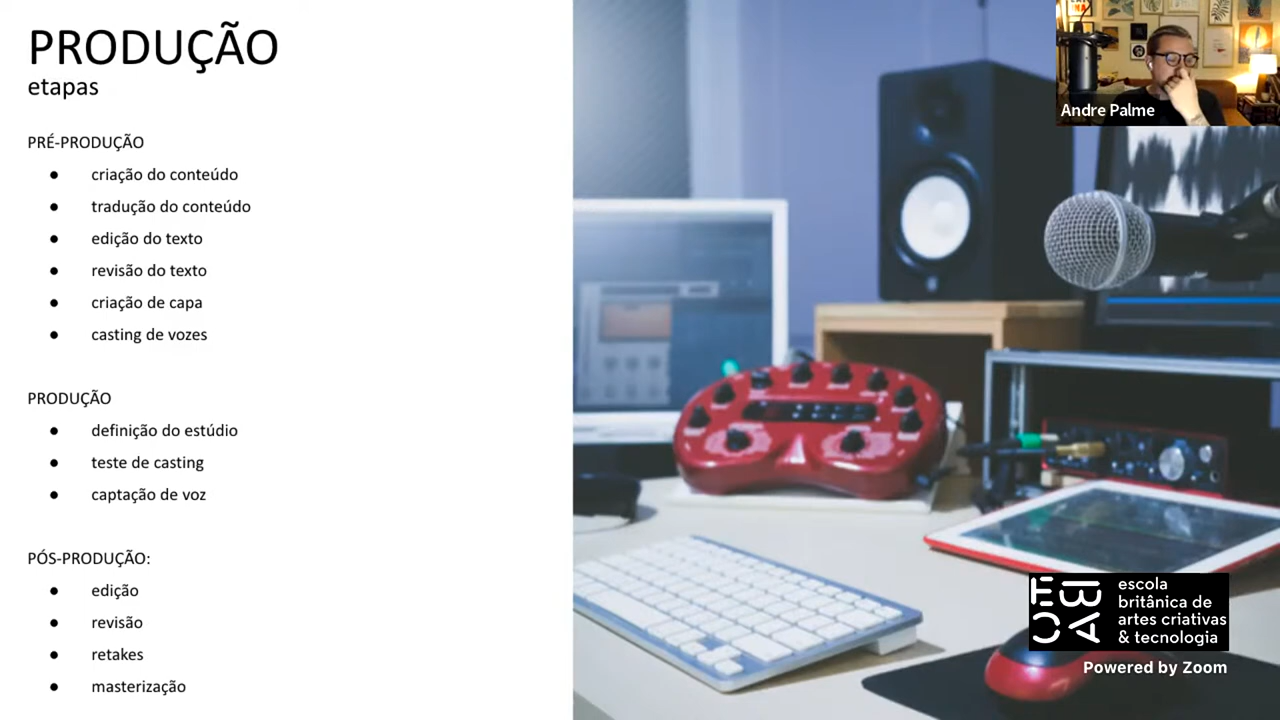 PRODUÇÃO
etapas
PRÉ-PRODUÇÃO
● criação do conteúdo
● tradução do conteúdo
● edição do texto
● revisão do texto
● criação de capa
● casting de vozes
PRODUÇÃO
● definição do estúdio
● teste de casting
● captação de voz
PÓS-PRODUÇÃO:
● edição
● revisão
● retakes
● masterização
Andre Palme
EBAC
escola
britânica de
artes criativas
& tecnologia
Powered by Zoom